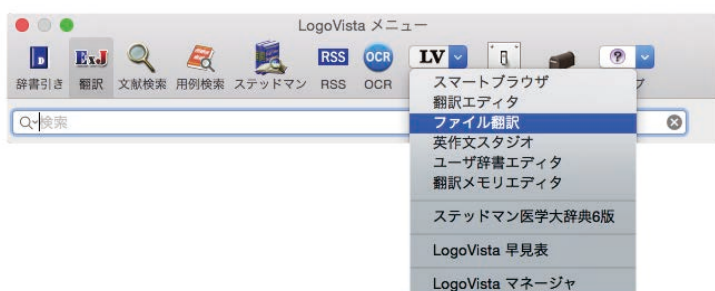 LogoVista メニュー
D ExJ RSS OCR LV a ?
辞書引き 翻訳 文献検索 用例検索 ステッドマン RSS OCR プ
検索
スマートブラウザ
翻訳エディタ
ファイル翻訳
英作文スタジオ
ユーザ辞書エディタ
翻訳メモリエディタ
ステッドマン医学大辞典6版
LogoVista 早見表
LogoVista マネージャ